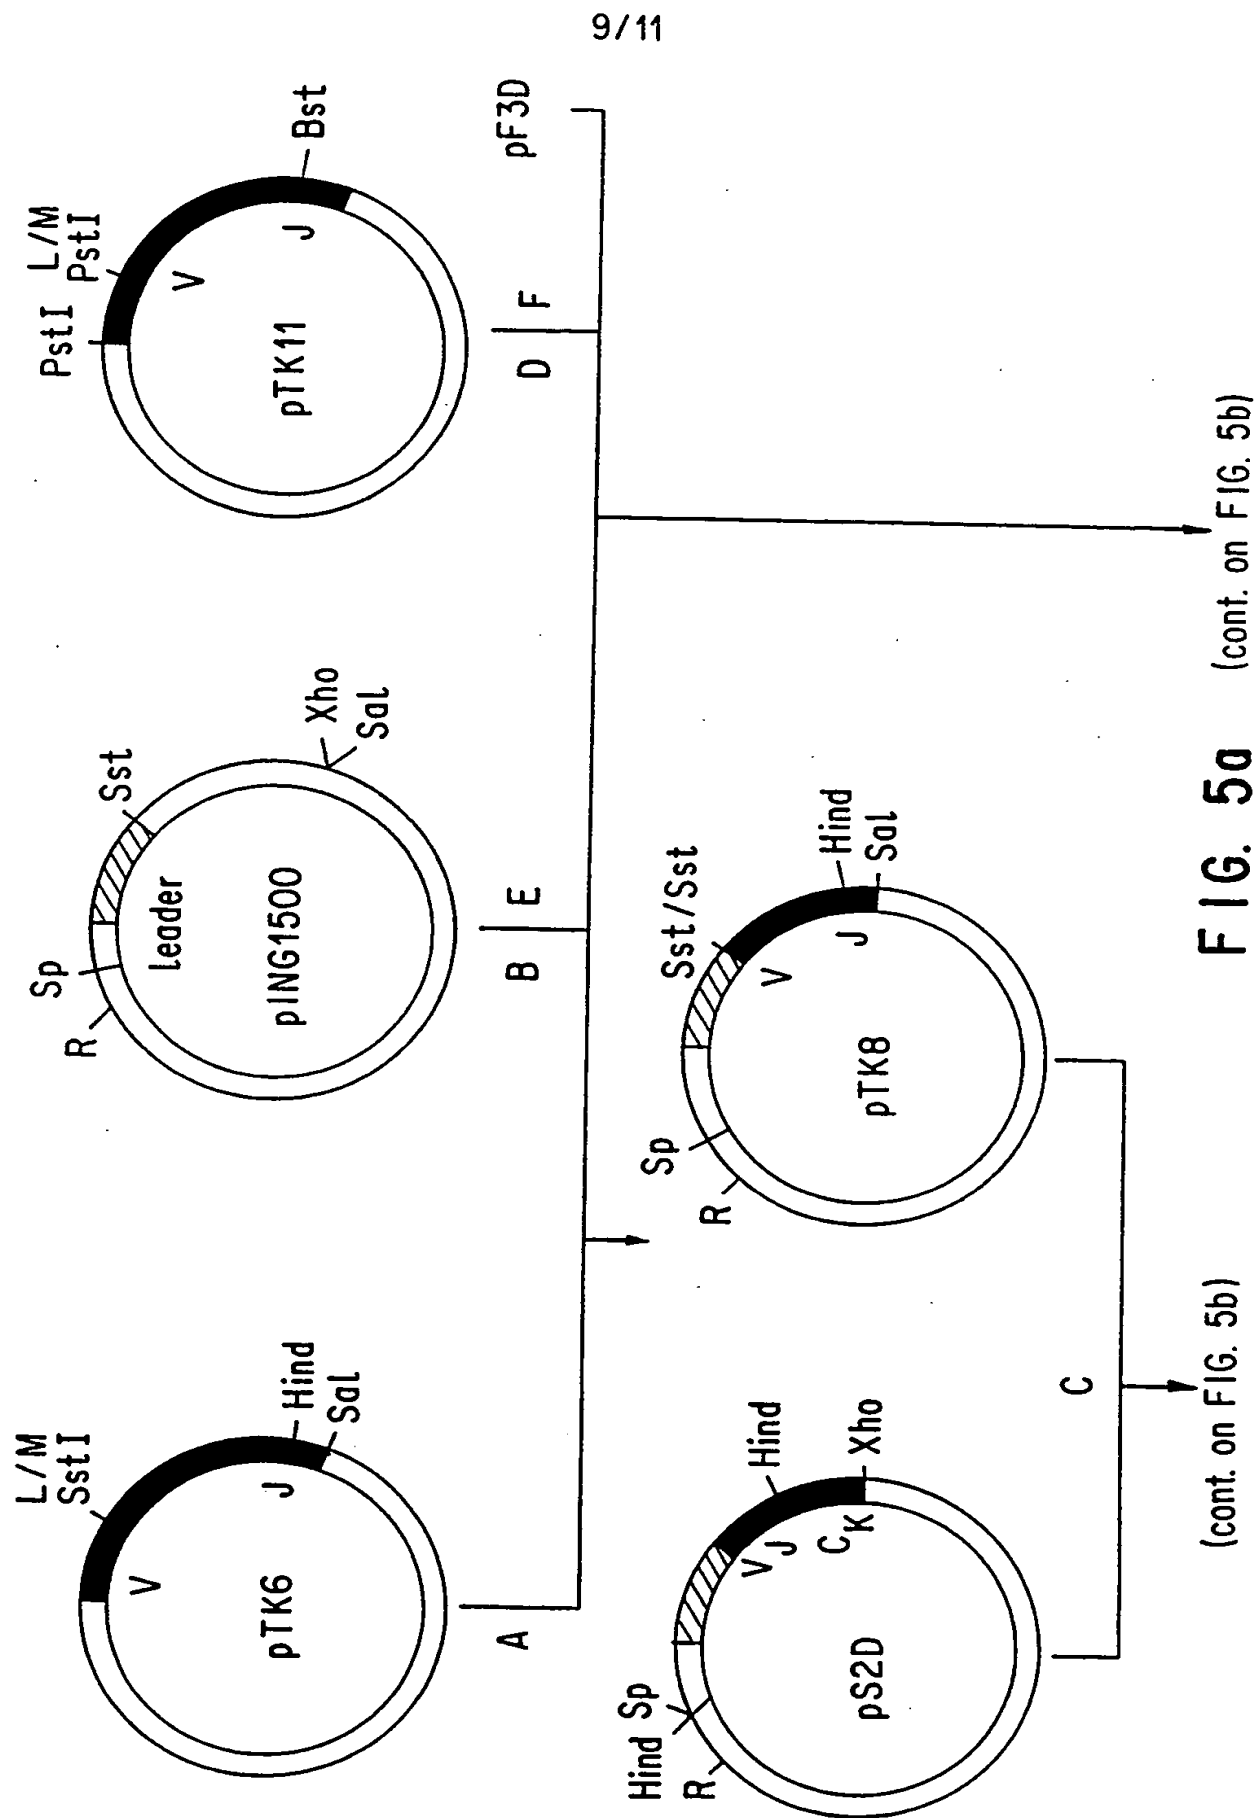 9/11
L/M
SstI
V
Hind
J
Sal
pTK6
A
R
Sp
Leader
Sst
Xho
Sal
pING1500
B E
PstI
L/M
PstI
V
Bst
J
pTK11
D F
pF3D
Hind Sp
R
V
J
Hind
CK
Xho
pS2D
R
Sp
Sst/Sst
V
Hind
J
Sal
pTK8
C
(cont. on FIG. 5b)
(cont. on FIG. 5b)
FIG. 5a